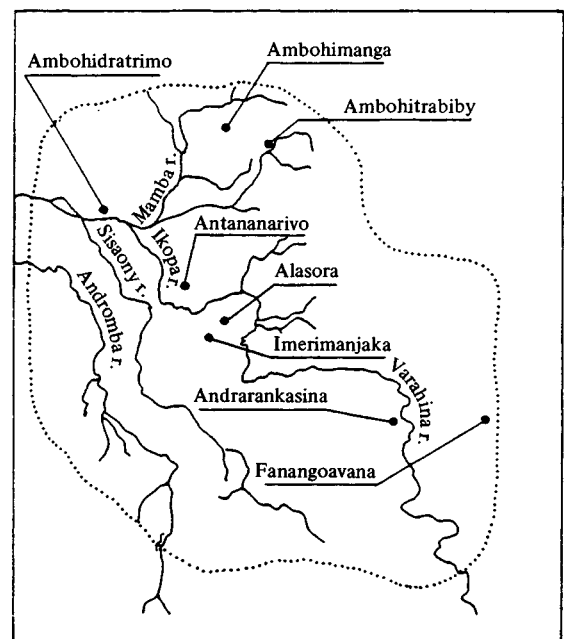 Ambohimanga
Ambohidratrimo
Ambohitrabiby
Mamba r.
Antananarivo
Ikopa r.
Sisaony r.
Alasora
Andromba r.
Imerimanjaka
Varahina r.
Andrarankasina
Fanangoavana